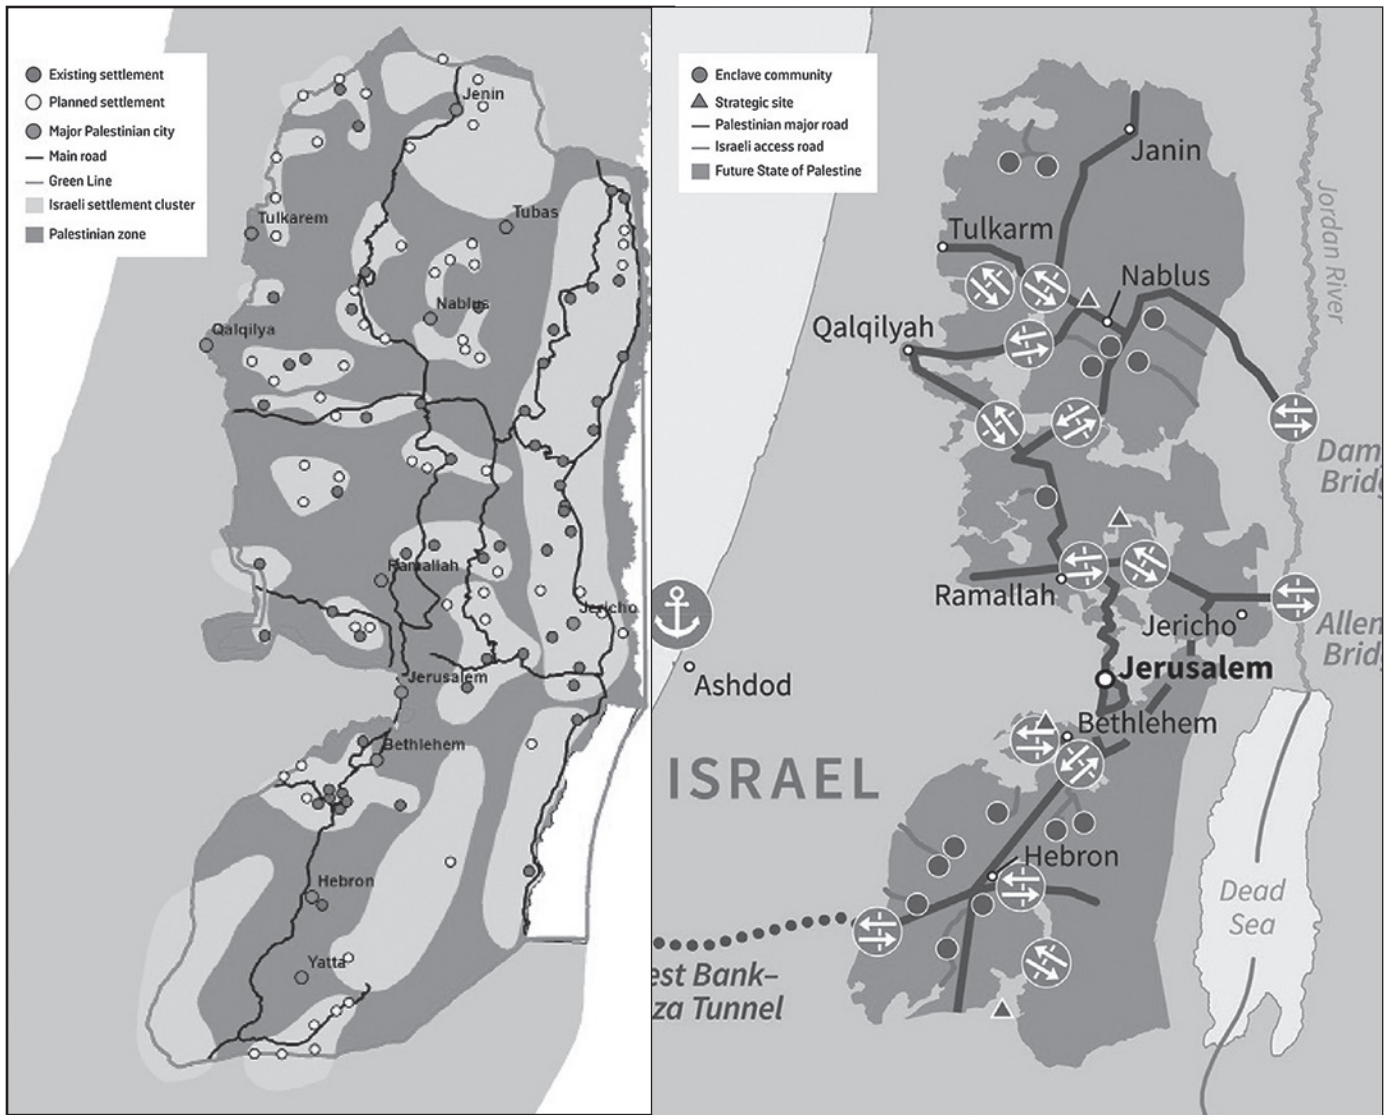 Existing settlement
Planned settlement
Major Palestinian city
Main road
Green Line
Israeli settlement cluster
Palestinian zone
Jenin
Tulkarem
Tubas
Nablus
Qalqilya
Ramallah
Jericho
Jerusalem
Bethlehem
Hebron
Yatta
Enclave community
Strategic site
Palestinian major road
Israeli access road
Future State of Palestine
Janin
Jordan River
Tulkarm
Nablus
Qalqilyah
Dam
Bridg
Ramallah
Jericho
Allen
Bridg
Ashdod
Jerusalem
Bethlehem
ISRAEL
Hebron
Dead
Sea
est Bank–
za Tunnel